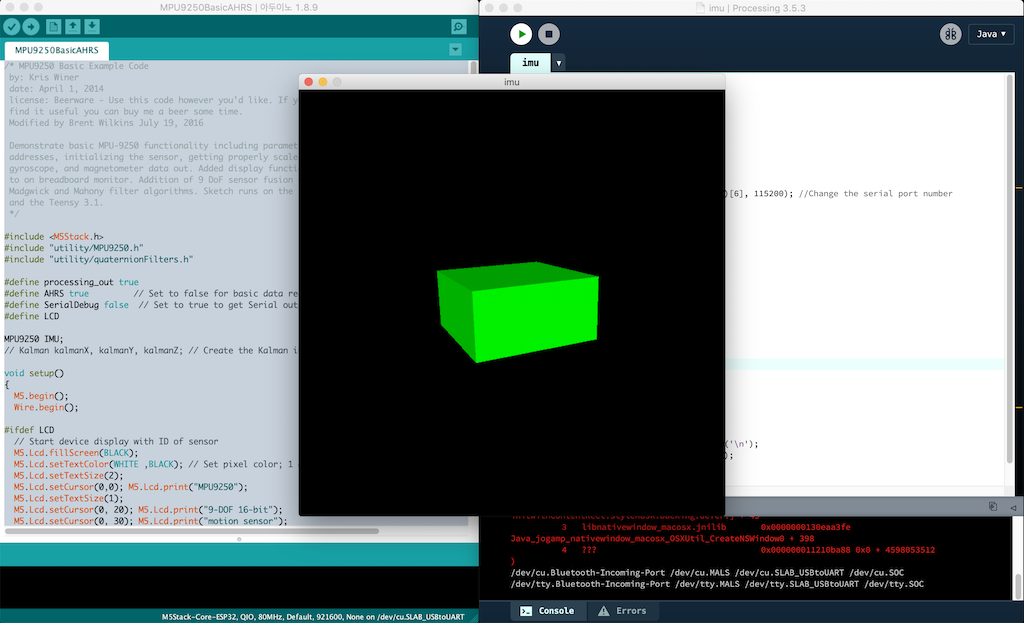 MPU9250BasicAHRS | 아두이노 1.8.9
MPU9250BasicAHRS
/* MPU9250 Basic Example Code
by: Kris Winer
date: April 1, 2014
license: Beerware - Use this code however you'd like. If y
find it useful you can buy me a beer some time.
Modified by Brent Wilkins July 19, 2016
Demonstrate basic MPU-9250 functionality including paramet
addresses, initializing the sensor, getting properly scale
gyroscope, and magnetometer data out. Added display functi
to on breadboard monitor. Addition of 9 DoF sensor fusion
Madgwick and Mahony filter algorithms. Sketch runs on the
and the Teensy 3.1.
*/
#include <M5Stack.h>
#include "utility/MPU9250.h"
#include "utility/quaternionFilters.h"
#define processing_out true
#define AHRS true // Set to false for basic data re
#define SerialDebug false // Set to true to get Serial out
#define LCD
MPU9250 IMU;
// Kalman kalmanX, kalmanY, kalmanZ; // Create the Kalman i
void setup()
{
M5.begin();
Wire.begin();
#ifdef LCD
// Start device display with ID of sensor
M5.Lcd.fillScreen(BLACK);
M5.Lcd.setTextColor(WHITE ,BLACK); // Set pixel color; 1
M5.Lcd.setTextSize(2);
M5.Lcd.setCursor(0,0); M5.Lcd.print("MPU9250");
M5.Lcd.setTextSize(1);
M5.Lcd.setCursor(0, 20); M5.Lcd.print("9-DOF 16-bit");
M5.Lcd.setCursor(0, 30); M5.Lcd.print("motion sensor");
M5Stack-Core-ESP32, QIO, 80MHz, Default, 921600, None on /dev/cu.SLAB_USBtoUART
imu | Processing 3.5.3
Java
imu
imu
)[6], 115200); //Change the serial port number
('\n');
);
3 libnativewindow_macosx.jnilib 0x0000000130eaa3fe
Java_jogamp_nativewindow_macosx_OSXUtil_CreateNSWindow0 + 398
4 ??? 0x000000011210ba88 0x0 + 4598053512
)
/dev/cu.Bluetooth-Incoming-Port /dev/cu.MALS /dev/cu.SLAB_USBtoUART /dev/cu.SOC
/dev/tty.Bluetooth-Incoming-Port /dev/tty.MALS /dev/tty.SLAB_USBtoUART /dev/tty.SOC
Console Errors